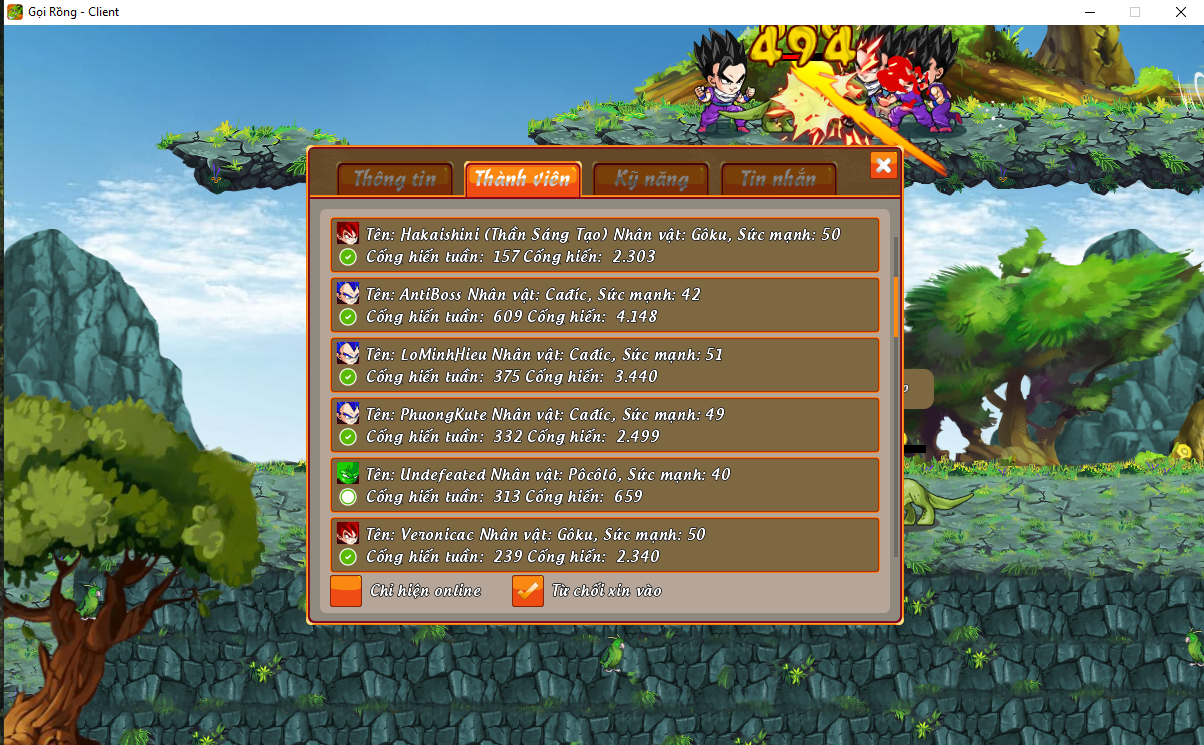 Gọi Rồng - Client
494
Thông tin
Thành viên
Kỹ năng
Tin nhắn
Tên: Hakaishini (Thần Sáng Tạo) Nhân vật: Gôku, Sức mạnh: 50
Cống hiến tuần: 157 Cống hiến: 2.303
Tên: AntiBoss Nhân vật: Cađíc, Sức mạnh: 42
Cống hiến tuần: 609 Cống hiến: 4.148
Tên: LoMinhHieu Nhân vật: Cađíc, Sức mạnh: 51
Cống hiến tuần: 375 Cống hiến: 3.440
Tên: PhuongKute Nhân vật: Cađíc, Sức mạnh: 49
Cống hiến tuần: 332 Cống hiến: 2.499
Tên: Undefeated Nhân vật: Pôcôlô, Sức mạnh: 40
Cống hiến tuần: 313 Cống hiến: 659
Tên: Veronicac Nhân vật: Gôku, Sức mạnh: 50
Cống hiến tuần: 239 Cống hiến: 2.340
Chỉ hiện online
Từ chối xin vào